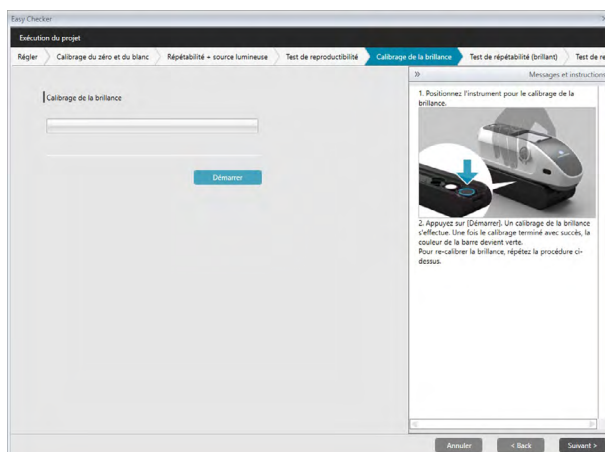 Easy Checker
Exécution du projet
Régler
Calibrage du zéro et du blanc
Répétabilité + source lumineuse
Test de reproductibilité
Calibrage de la brillance
Test de répétabilité (brillant)
Test de re
Calibrage de la brillance
Démarrer
»
Messages et instructions
1. Positionnez l'instrument pour le calibrage de la
brillance.
2. Appuyez sur [Démarrer]. Un calibrage de la brillance
s'effectue. Une fois le calibrage terminé avec succès, la
couleur de la barre devient verte.
Pour re-calibrer la brillance, répétez la procédure ci-
dessus.
Annuler
< Back
Suivant >